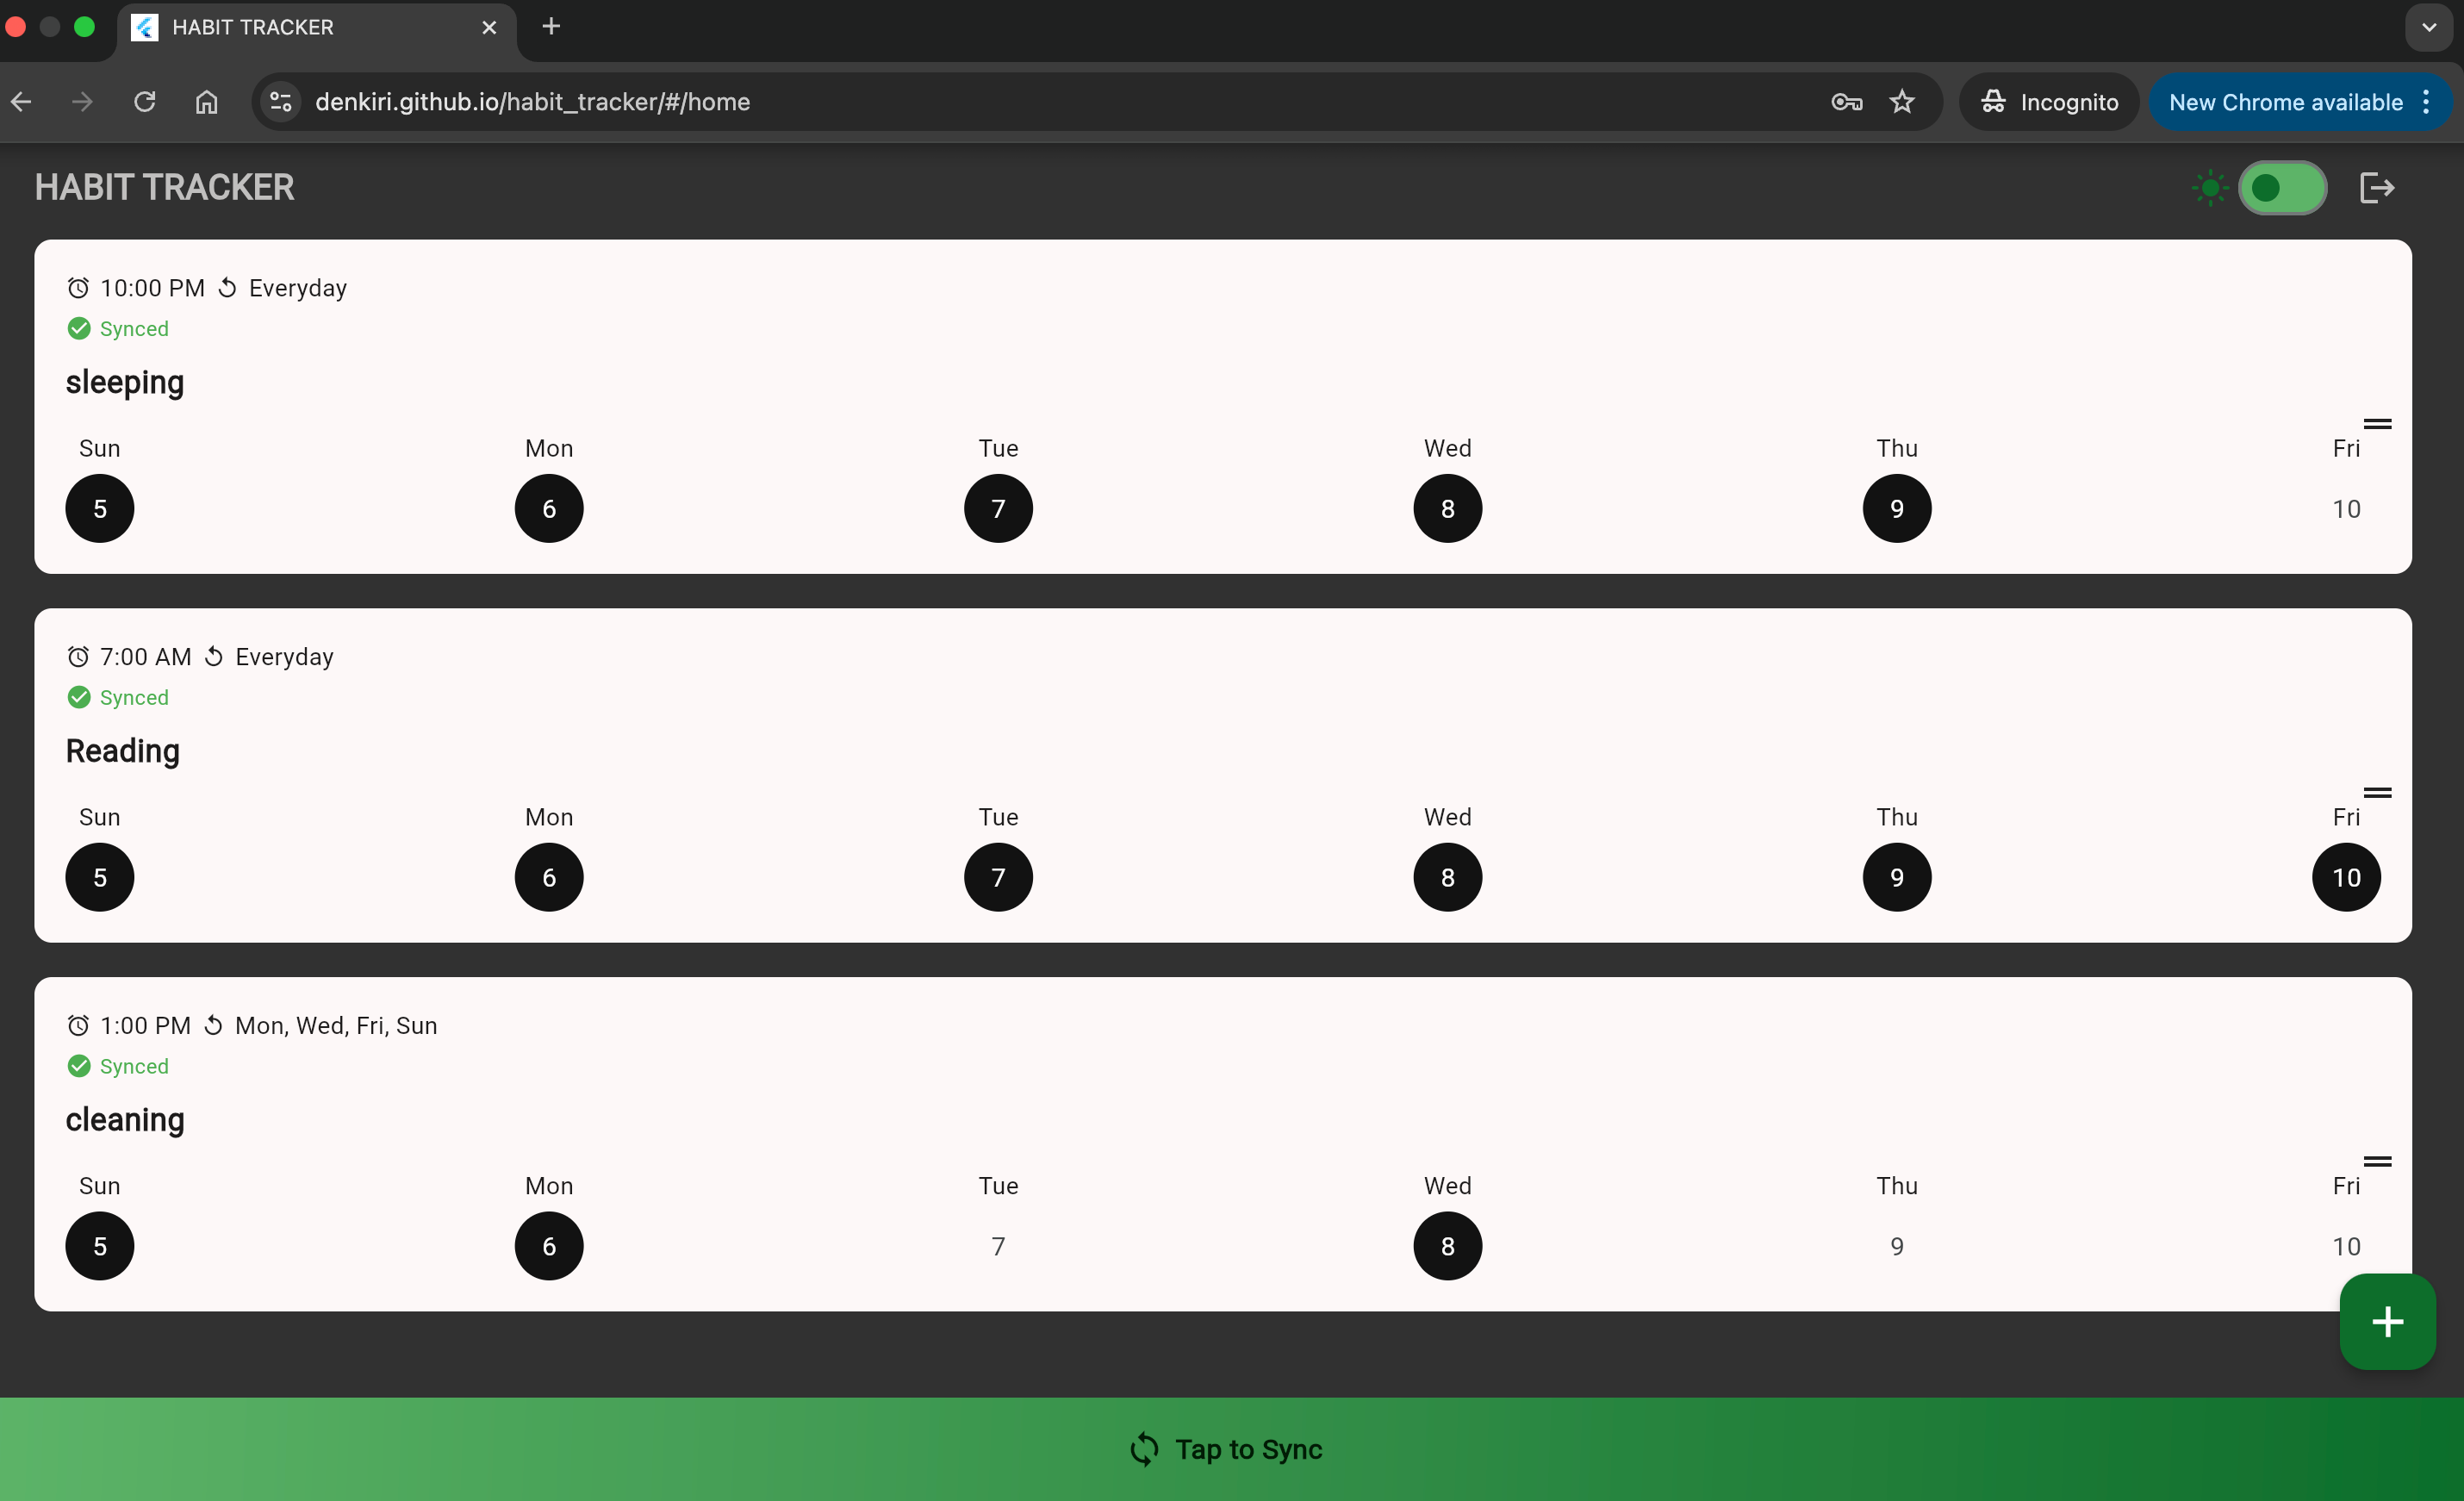 HABIT TRACKER
denkiri.github.io/habit_tracker/#/home
Incognito
New Chrome available
HABIT TRACKER
10:00 PM Everyday
Synced
sleeping
Sun Mon Tue Wed Thu Fri
5 6 7 8 9 10
7:00 AM Everyday
Synced
Reading
Sun Mon Tue Wed Thu Fri
5 6 7 8 9 10
1:00 PM Mon, Wed, Fri, Sun
Synced
cleaning
Sun Mon Tue Wed Thu Fri
5 6 7 8 9 10
Tap to Sync